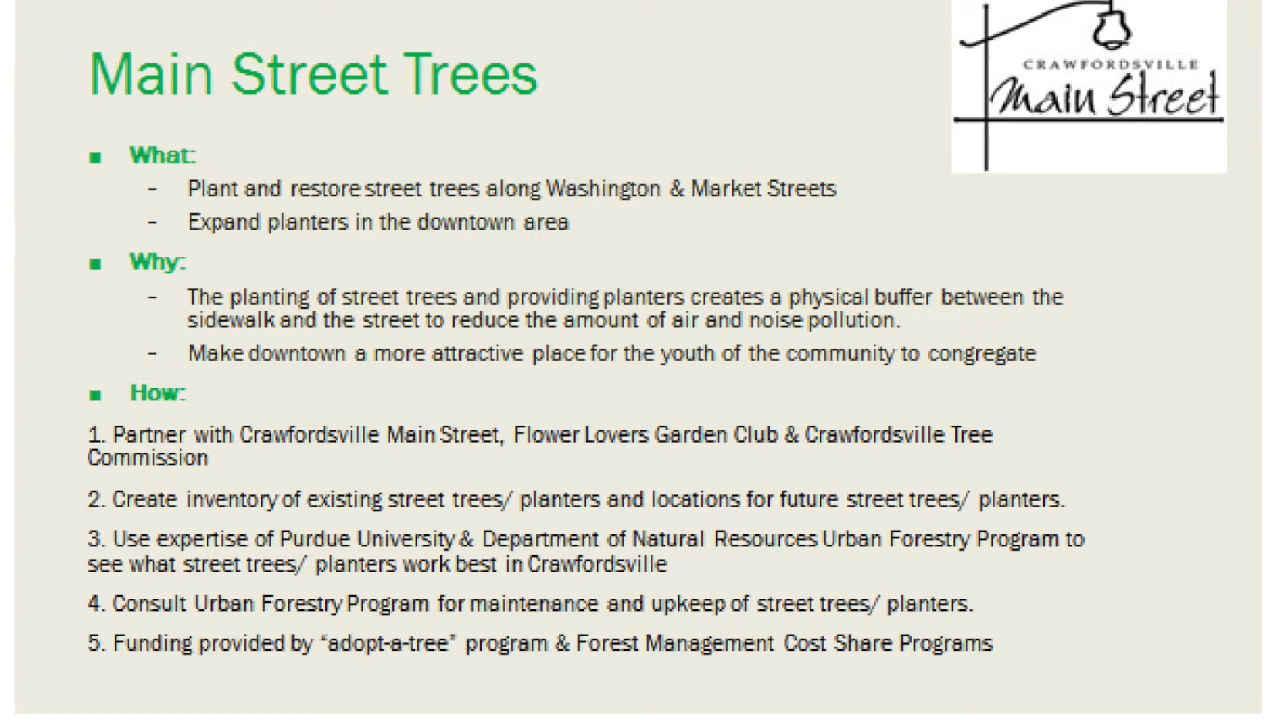 CRAWFORDSVILLE
Main Street
Main Street Trees
■ What:
– Plant and restore street trees along Washington & Market Streets
– Expand planters in the downtown area
■ Why:
– The planting of street trees and providing planters creates a physical buffer between the
sidewalk and the street to reduce the amount of air and noise pollution.
– Make downtown a more attractive place for the youth of the community to congregate
■ How:
1. Partner with Crawfordsville Main Street, Flower Lovers Garden Club & Crawfordsville Tree
Commission
2. Create inventory of existing street trees/ planters and locations for future street trees/ planters.
3. Use expertise of Purdue University & Department of Natural Resources Urban Forestry Program to
see what street trees/ planters work best in Crawfordsville
4. Consult Urban Forestry Program for maintenance and upkeep of street trees/ planters.
5. Funding provided by “adopt-a-tree” program & Forest Management Cost Share Programs